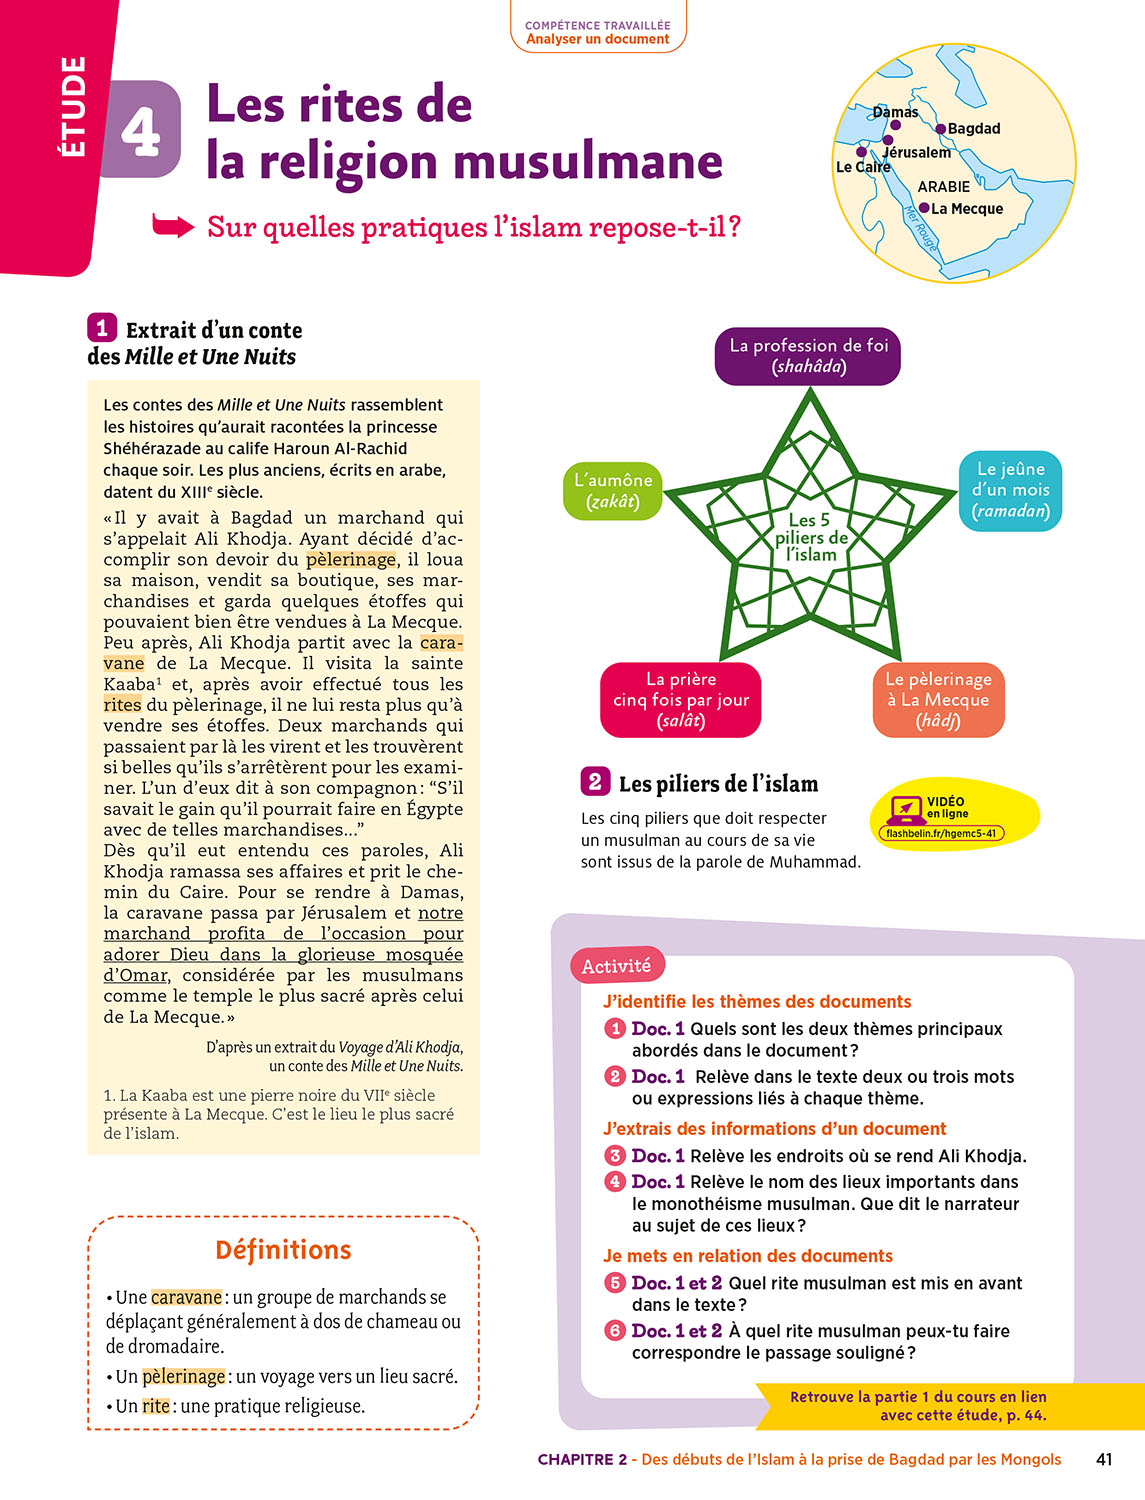 COMPÉTENCE TRAVAILLÉE
Analyser un document
ÉTUDE
4
Les rites de
la religion musulmane
Sur quelles pratiques l’islam repose-t-il ?
Damas
Bagdad
Jérusalem
Le Caire
ARABIE
La Mecque
Mer Rouge
1 Extrait d’un conte
des Mille et Une Nuits
Les contes des Mille et Une Nuits rassemblent
les histoires qu’aurait racontées la princesse
Shéhérazade au calife Haroun Al-Rachid
chaque soir. Les plus anciens, écrits en arabe,
datent du XIIIe siècle.
« Il y avait à Bagdad un marchand qui
s’appelait Ali Khodja. Ayant décidé d’ac-
complir son devoir du pèlerinage, il loua
sa maison, vendit sa boutique, ses mar-
chandises et garda quelques étoffes qui
pouvaient bien être vendues à La Mecque.
Peu après, Ali Khodja partit avec la cara-
vane de La Mecque. Il visita la sainte
Kaaba1 et, après avoir effectué tous les
rites du pèlerinage, il ne lui resta plus qu’à
vendre ses étoffes. Deux marchands qui
passaient par là les virent et les trouvèrent
si belles qu’ils s’arrêtèrent pour les exami-
ner. L’un d’eux dit à son compagnon : “S’il
savait le gain qu’il pourrait faire en Égypte
avec de telles marchandises...”
Dès qu’il eut entendu ces paroles, Ali
Khodja ramassa ses affaires et prit le che-
min du Caire. Pour se rendre à Damas,
la caravane passa par Jérusalem et notre
marchand profita de l’occasion pour
adorer Dieu dans la glorieuse mosquée
d’Omar, considérée par les musulmans
comme le temple le plus sacré après celui
de La Mecque. »
D’après un extrait du Voyage d’Ali Khodja,
un conte des Mille et Une Nuits.
1. La Kaaba est une pierre noire du VIIe siècle
présente à La Mecque. C’est le lieu le plus sacré
de l’islam.
Définitions
• Une caravane : un groupe de marchands se
déplaçant généralement à dos de chameau ou
de dromadaire.
• Un pèlerinage : un voyage vers un lieu sacré.
• Un rite : une pratique religieuse.
La profession de foi
(shahâda)
L’aumône
(zakât)
Le jeûne
d’un mois
(ramadan)
Les 5
piliers de
l’islam
La prière
cinq fois par jour
(salât)
Le pèlerinage
à La Mecque
(hâdj)
2 Les piliers de l’islam
Les cinq piliers que doit respecter
un musulman au cours de sa vie
sont issus de la parole de Muhammad.
VIDÉO
en ligne
flashbelin.fr/hgemc5-41
Activité
J’identifie les thèmes des documents
1 Doc. 1 Quels sont les deux thèmes principaux
abordés dans le document ?
2 Doc. 1 Relève dans le texte deux ou trois mots
ou expressions liés à chaque thème.
J’extrais des informations d’un document
3 Doc. 1 Relève les endroits où se rend Ali Khodja.
4 Doc. 1 Relève le nom des lieux importants dans
le monothéisme musulman. Que dit le narrateur
au sujet de ces lieux ?
Je mets en relation des documents
5 Doc. 1 et 2 Quel rite musulman est mis en avant
dans le texte ?
6 Doc. 1 et 2 À quel rite musulman peux-tu faire
correspondre le passage souligné ?
Retrouve la partie 1 du cours en lien
avec cette étude, p. 44.
CHAPITRE 2 - Des débuts de l’Islam à la prise de Bagdad par les Mongols 41